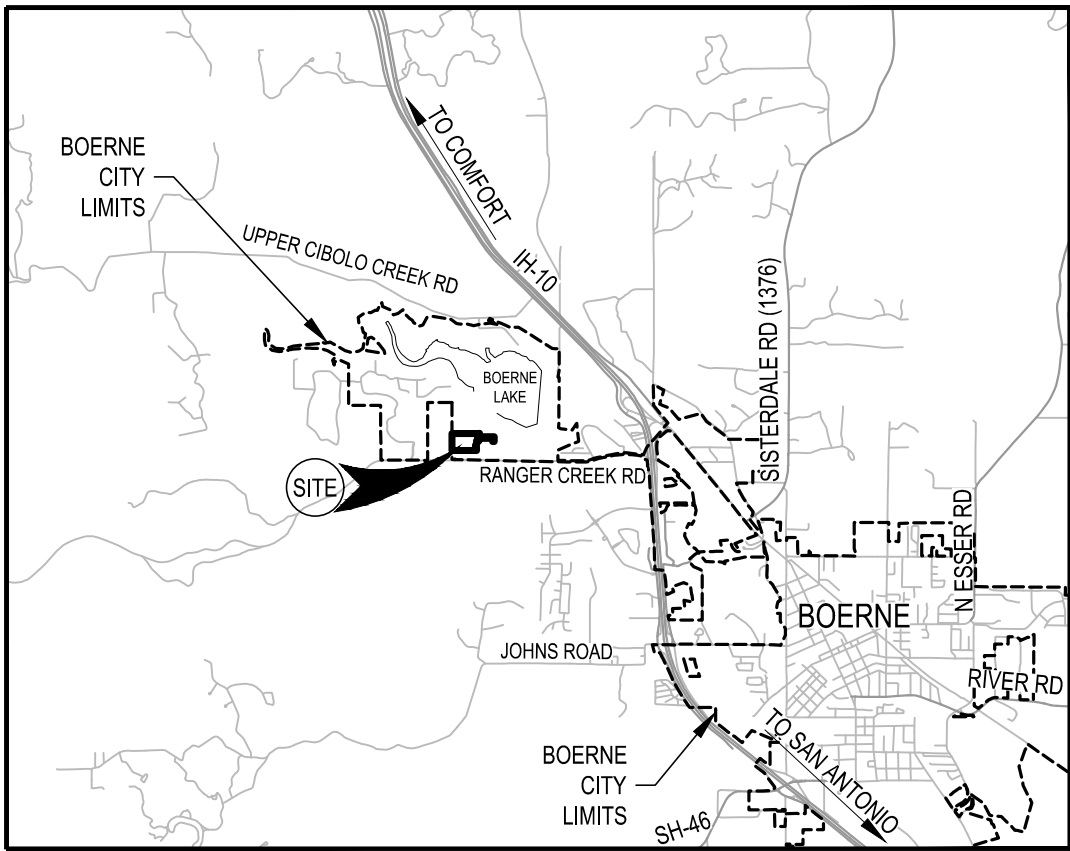 BOERNE
CITY
LIMITS
TO COMFORT
UPPER CIBOLO CREEK RD
IH-10
SISTERDALE RD (1376)
BOERNE
LAKE
SITE
RANGER CREEK RD
N ESSER RD
BOERNE
JOHNS ROAD
RIVER RD
BOERNE
CITY
LIMITS
TO SAN ANTONIO
SH-46